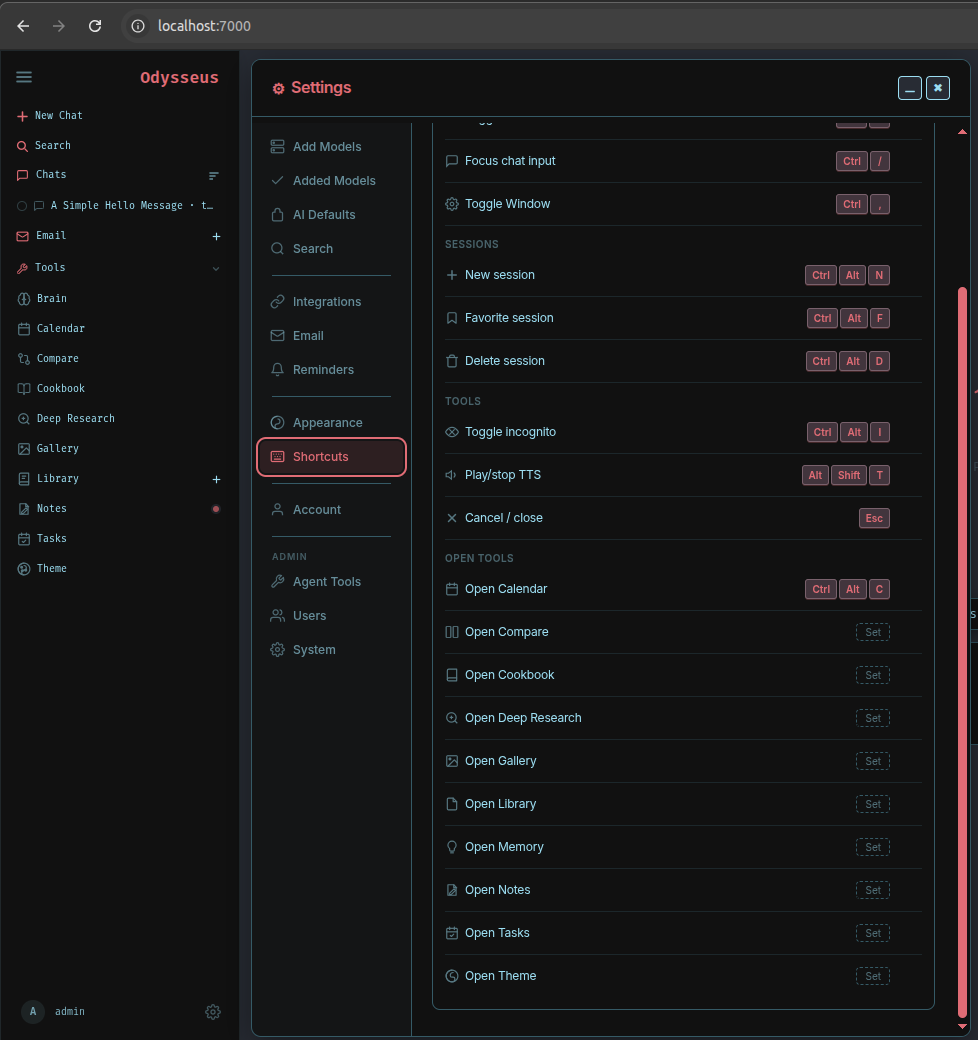 localhost:7000
Odysseus
New Chat
Search
Chats
A Simple Hello Message · t…
Email
Tools
Brain
Calendar
Compare
Cookbook
Deep Research
Gallery
Library
Notes
Tasks
Theme
A admin
Settings
Add Models
Added Models
AI Defaults
Search
Integrations
Email
Reminders
Appearance
Shortcuts
Account
ADMIN
Agent Tools
Users
System
Focus chat input Ctrl /
Toggle Window Ctrl ,
SESSIONS
New session Ctrl Alt N
Favorite session Ctrl Alt F
Delete session Ctrl Alt D
TOOLS
Toggle incognito Ctrl Alt I
Play/stop TTS Alt Shift T
Cancel / close Esc
OPEN TOOLS
Open Calendar Ctrl Alt C
Open Compare Set
Open Cookbook Set
Open Deep Research Set
Open Gallery Set
Open Library Set
Open Memory Set
Open Notes Set
Open Tasks Set
Open Theme Set